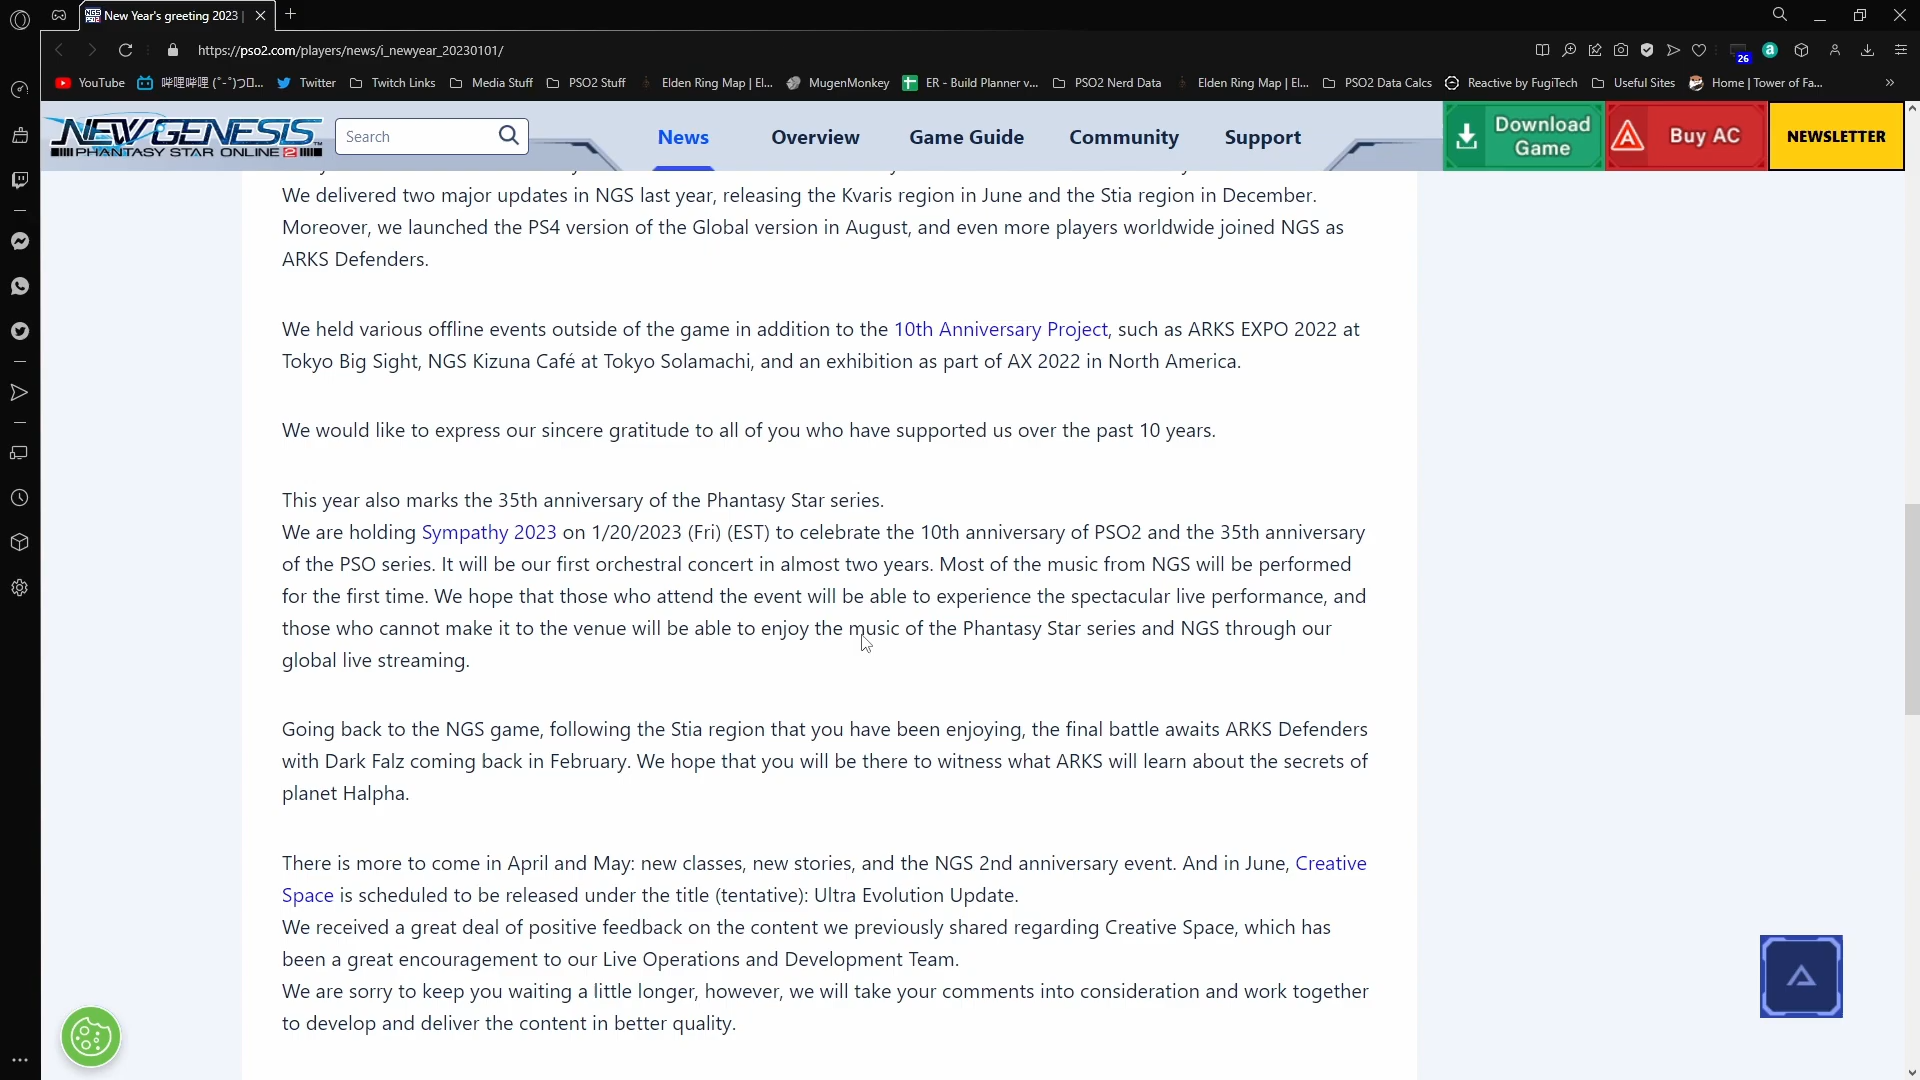 New Year's greeting 2023 |
https://pso2.com/players/news/i_newyear_20230101/
26
YouTube
哔哩哔哩 (゜-゜)つロ...
Twitter
Twitch Links
Media Stuff
PSO2 Stuff
Elden Ring Map | El...
MugenMonkey
ER - Build Planner v...
PSO2 Nerd Data
Elden Ring Map | El...
PSO2 Data Calcs
Reactive by FugiTech
Useful Sites
Home | Tower of Fa...
NEW GENESIS
PHANTASY STAR ONLINE 2
Search
News
Overview
Game Guide
Community
Support
Download
Game
Buy AC
NEWSLETTER
We delivered two major updates in NGS last year, releasing the Kvaris region in June and the Stia region in December.
Moreover, we launched the PS4 version of the Global version in August, and even more players worldwide joined NGS as
ARKS Defenders.
We held various offline events outside of the game in addition to the 10th Anniversary Project, such as ARKS EXPO 2022 at
Tokyo Big Sight, NGS Kizuna Café at Tokyo Solamachi, and an exhibition as part of AX 2022 in North America.
We would like to express our sincere gratitude to all of you who have supported us over the past 10 years.
This year also marks the 35th anniversary of the Phantasy Star series.
We are holding Sympathy 2023 on 1/20/2023 (Fri) (EST) to celebrate the 10th anniversary of PSO2 and the 35th anniversary
of the PSO series. It will be our first orchestral concert in almost two years. Most of the music from NGS will be performed
for the first time. We hope that those who attend the event will be able to experience the spectacular live performance, and
those who cannot make it to the venue will be able to enjoy the music of the Phantasy Star series and NGS through our
global live streaming.
Going back to the NGS game, following the Stia region that you have been enjoying, the final battle awaits ARKS Defenders
with Dark Falz coming back in February. We hope that you will be there to witness what ARKS will learn about the secrets of
planet Halpha.
There is more to come in April and May: new classes, new stories, and the NGS 2nd anniversary event. And in June, Creative
Space is scheduled to be released under the title (tentative): Ultra Evolution Update.
We received a great deal of positive feedback on the content we previously shared regarding Creative Space, which has
been a great encouragement to our Live Operations and Development Team.
We are sorry to keep you waiting a little longer, however, we will take your comments into consideration and work together
to develop and deliver the content in better quality.